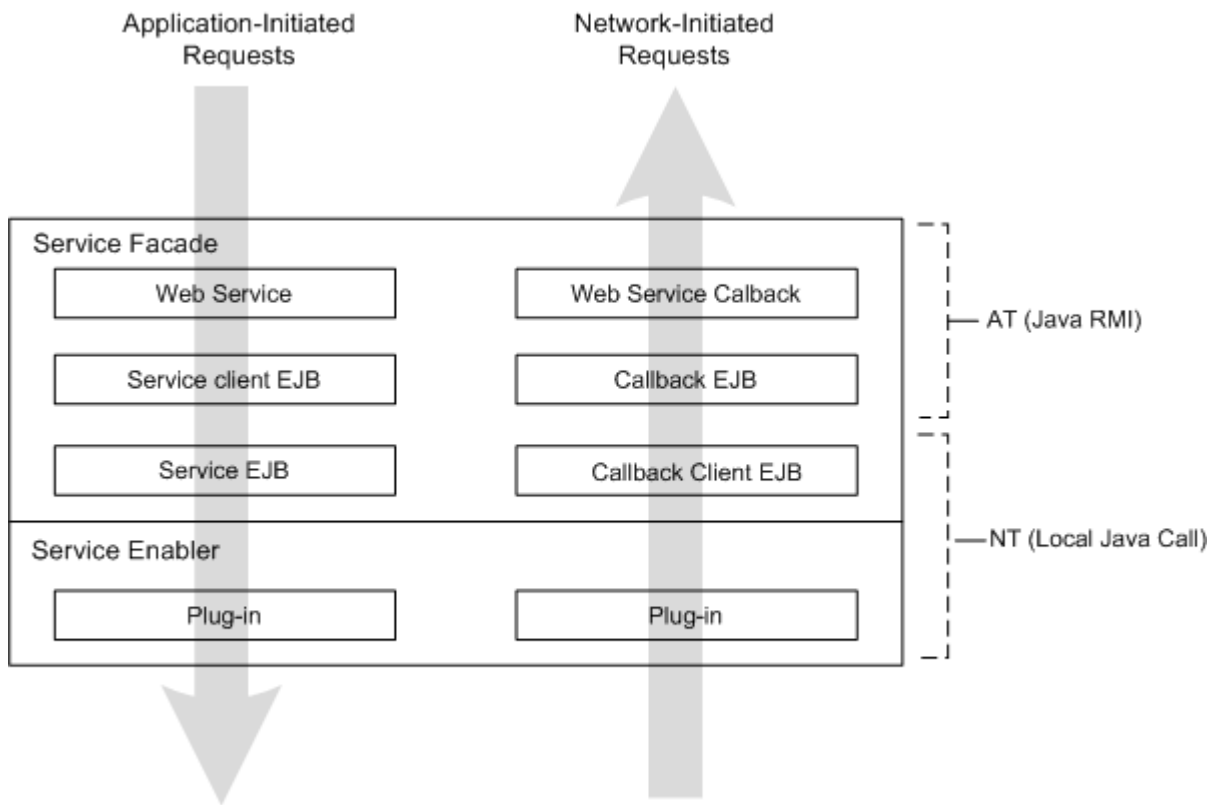 Application-Initiated
Requests
Network-Initiated
Requests
Service Facade
Web Service
Web Service Calback
AT (Java RMI)
Service client EJB
Callback EJB
Service EJB
Callback Client EJB
Service Enabler
NT (Local Java Call)
Plug-in
Plug-in